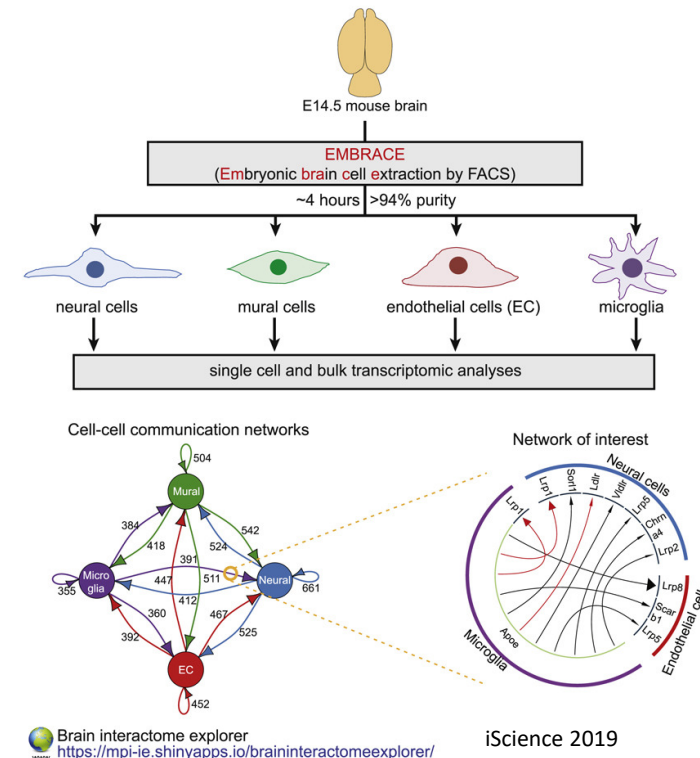 E14.5 mouse brain
EMBRACE
(Embryonic brain cell extraction by FACS)
~4 hours >94% purity
neural cells
mural cells
endothelial cells (EC)
microglia
single cell and bulk transcriptomic analyses
Cell-cell communication networks
504
Mural
384
418
542
524
391
511
Micro
glia
355
447
412
Neural
661
360
392
467
525
EC
452
Network of interest
Neural cells
Lrp1
Lrp1
Sort1
Ldlr
Vldlr
Lrp5
Chrn
a4
Lrp2
Lrp8
Scar
b1
Lrp5
Apoe
Microglia
Endothelial cell
Brain interactome explorer
https://mpi-ie.shinyapps.io/braininteractomeexplorer/
iScience 2019